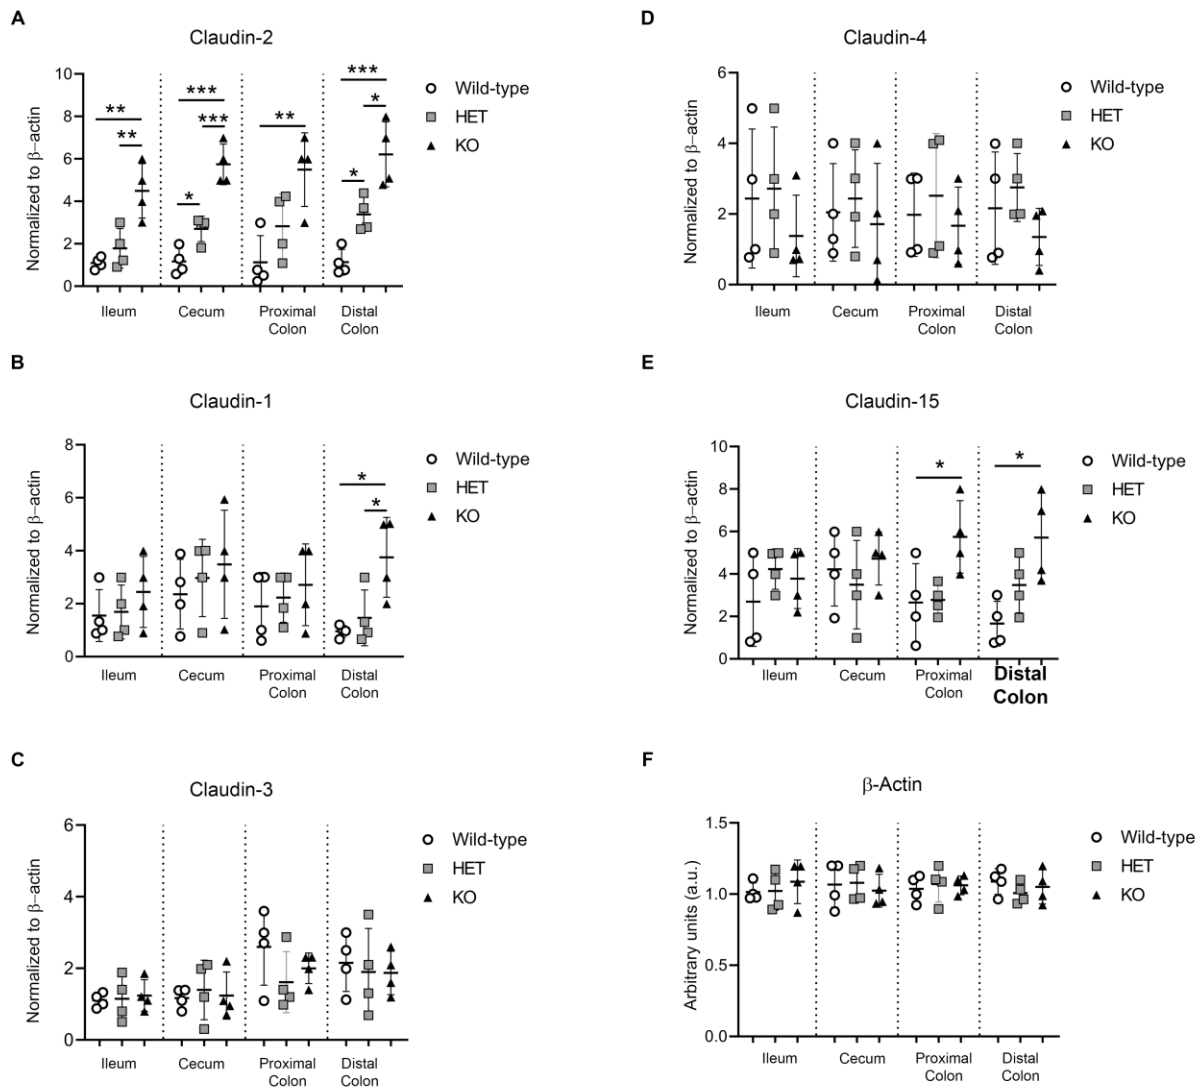 A
Claudin-2
Normalized to β–actin
10
8
6
4
2
0
** ** * *** *** ** *** * *
Ileum
Cecum
Proximal
Colon
Distal
Colon
Wild-type
HET
KO
B
Claudin-1
Normalized to β–actin
8
6
4
2
0
*
*
Ileum
Cecum
Proximal
Colon
Distal
Colon
Wild-type
HET
KO
C
Claudin-3
Normalized to β–actin
6
4
2
0
Ileum
Cecum
Proximal
Colon
Distal
Colon
Wild-type
HET
KO
D
Claudin-4
Normalized to β–actin
6
4
2
0
Ileum
Cecum
Proximal
Colon
Distal
Colon
Wild-type
HET
KO
E
Claudin-15
Normalized to β–actin
10
8
6
4
2
0
*
*
Ileum
Cecum
Proximal
Colon
Distal
Colon
Wild-type
HET
KO
F
β-Actin
Arbitrary units (a.u.)
1.5
1.0
0.5
0.0
Ileum
Cecum
Proximal
Colon
Distal
Colon
Wild-type
HET
KO